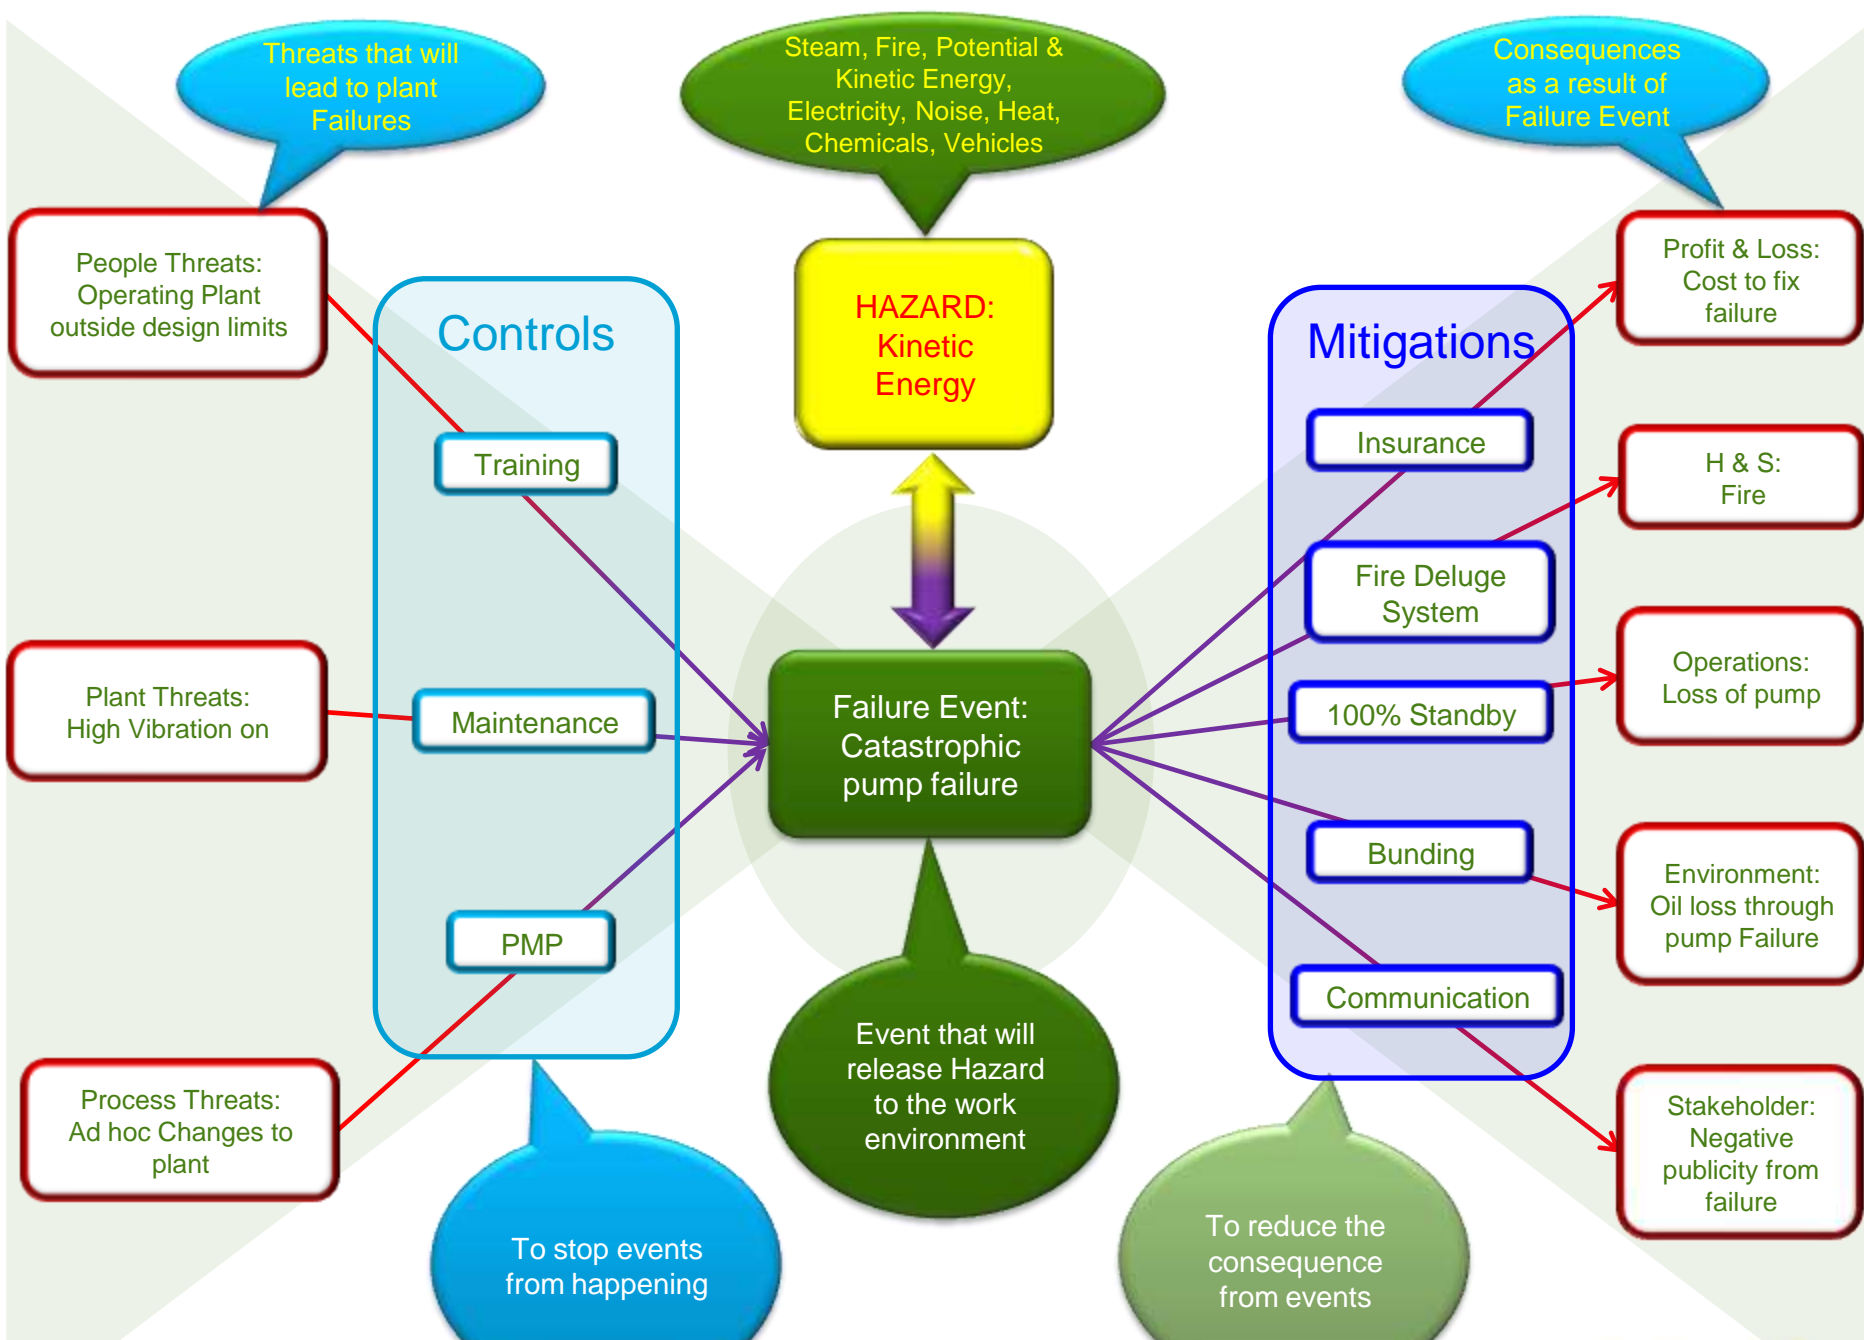 Threats that will
lead to plant
Failures
Steam, Fire, Potential &
Kinetic Energy,
Electricity, Noise, Heat,
Chemicals, Vehicles
Consequences
as a result of
Failure Event
People Threats:
Operating Plant
outside design limits
Controls
HAZARD:
Kinetic
Energy
Mitigations
Profit & Loss:
Cost to fix
failure
Training
Insurance
H & S:
Fire
Fire Deluge
System
Plant Threats:
High Vibration on
Maintenance
Failure Event:
Catastrophic
pump failure
100% Standby
Operations:
Loss of pump
PMP
Bunding
Environment:
Oil loss through
pump Failure
Communication
Process Threats:
Ad hoc Changes to
plant
Event that will
release Hazard
to the work
environment
Stakeholder:
Negative
publicity from
failure
To stop events
from happening
To reduce the
consequence
from events